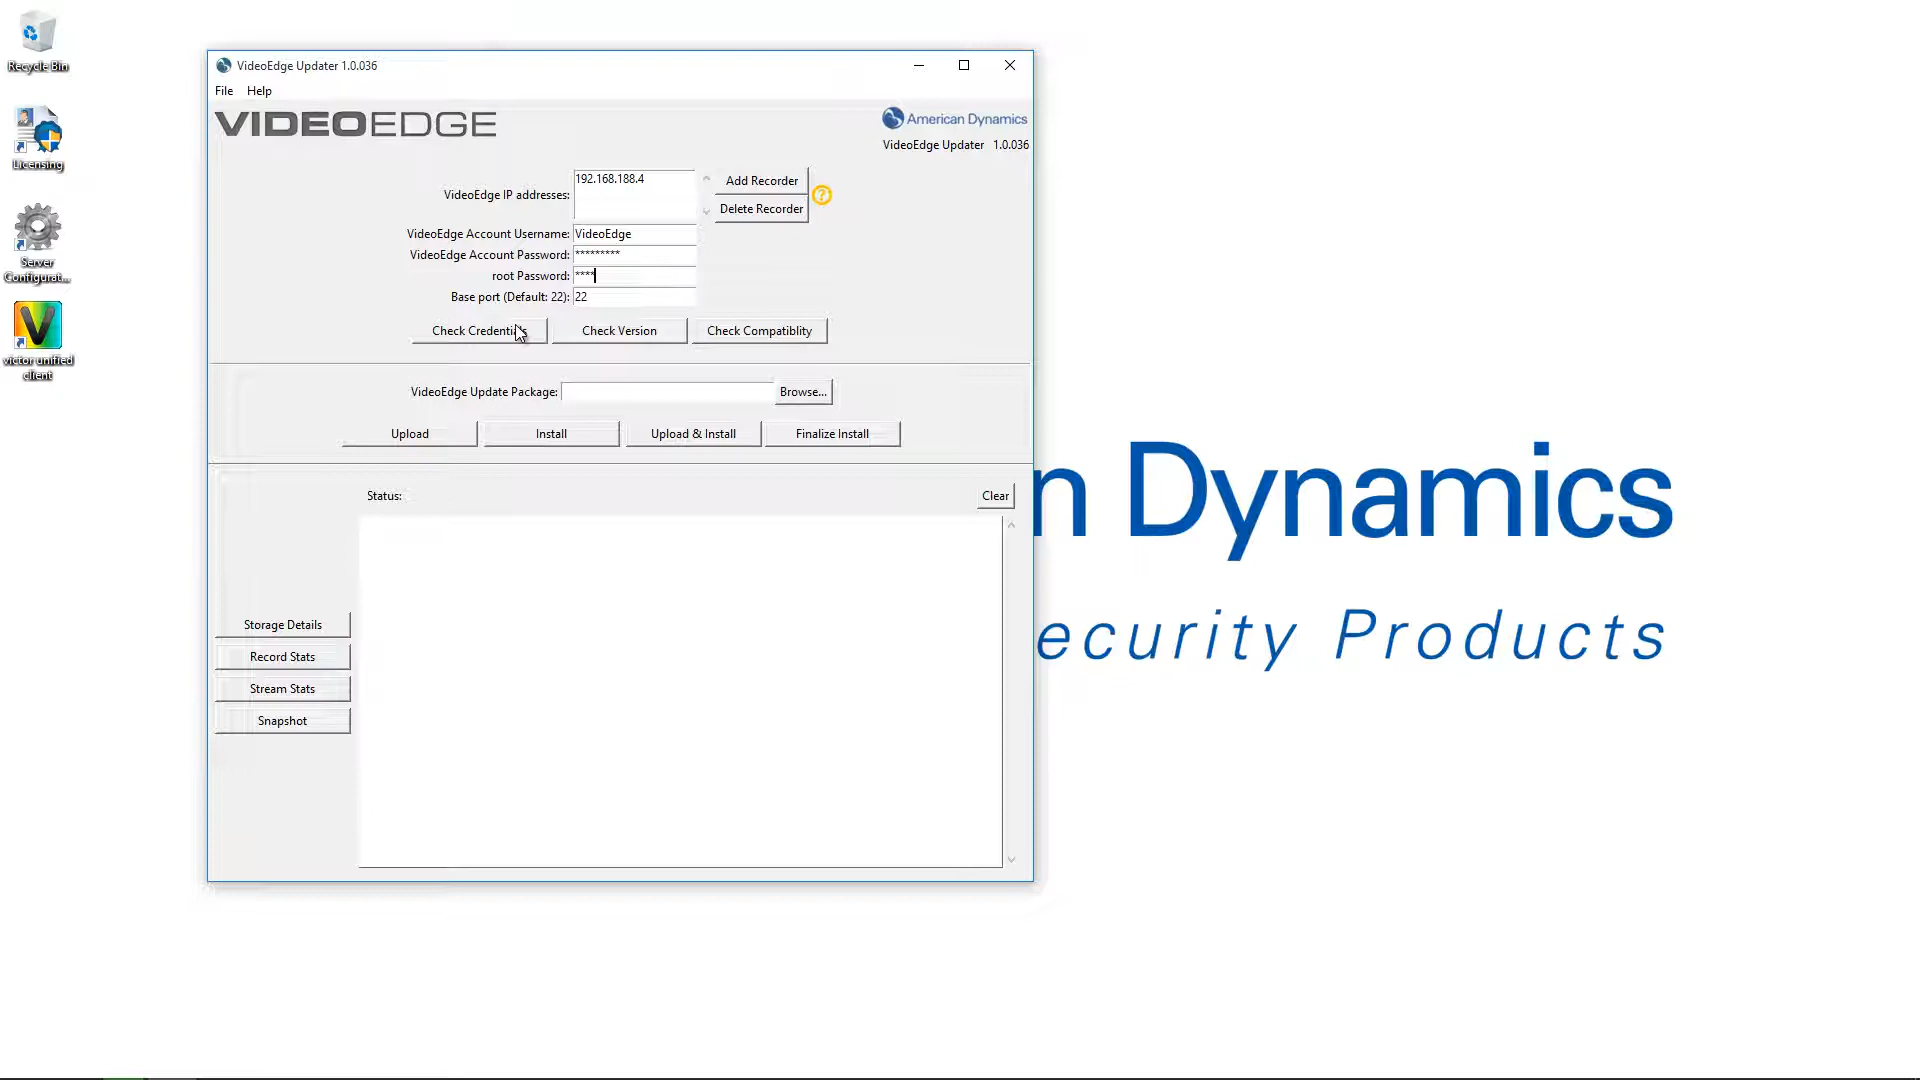 Recycle Bin
Licensing
Server
Configurat...
victor unified
client
VideoEdge Updater 1.0.036
File Help
VIDEOEDGE
American Dynamics
VideoEdge Updater 1.0.036
VideoEdge IP addresses:
192.168.188.4
Add Recorder
Delete Recorder
?
VideoEdge Account Username:
VideoEdge
VideoEdge Account Password:
*********
root Password:
****
Base port (Default: 22):
22
Check Credentials
Check Version
Check Compatiblity
VideoEdge Update Package:
Browse...
Upload
Install
Upload & Install
Finalize Install
Status:
Clear
Storage Details
Record Stats
Stream Stats
Snapshot
n Dynamics
ecurity Products